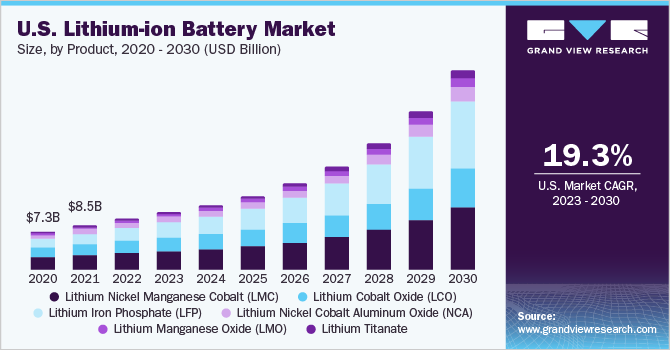 U.S. Lithium-ion Battery Market
Size, by Product, 2020 - 2030 (USD Billion)
$7.3B
$8.5B
2020 2021 2022 2023 2024 2025 2026 2027 2028 2029 2030
Lithium Nickel Manganese Cobalt (LMC) Lithium Cobalt Oxide (LCO)
Lithium Iron Phosphate (LFP) Lithium Nickel Cobalt Aluminum Oxide (NCA)
Lithium Manganese Oxide (LMO) Lithium Titanate
GRAND VIEW RESEARCH
19.3%
U.S. Market CAGR,
2023 - 2030
Source:
www.grandviewresearch.com